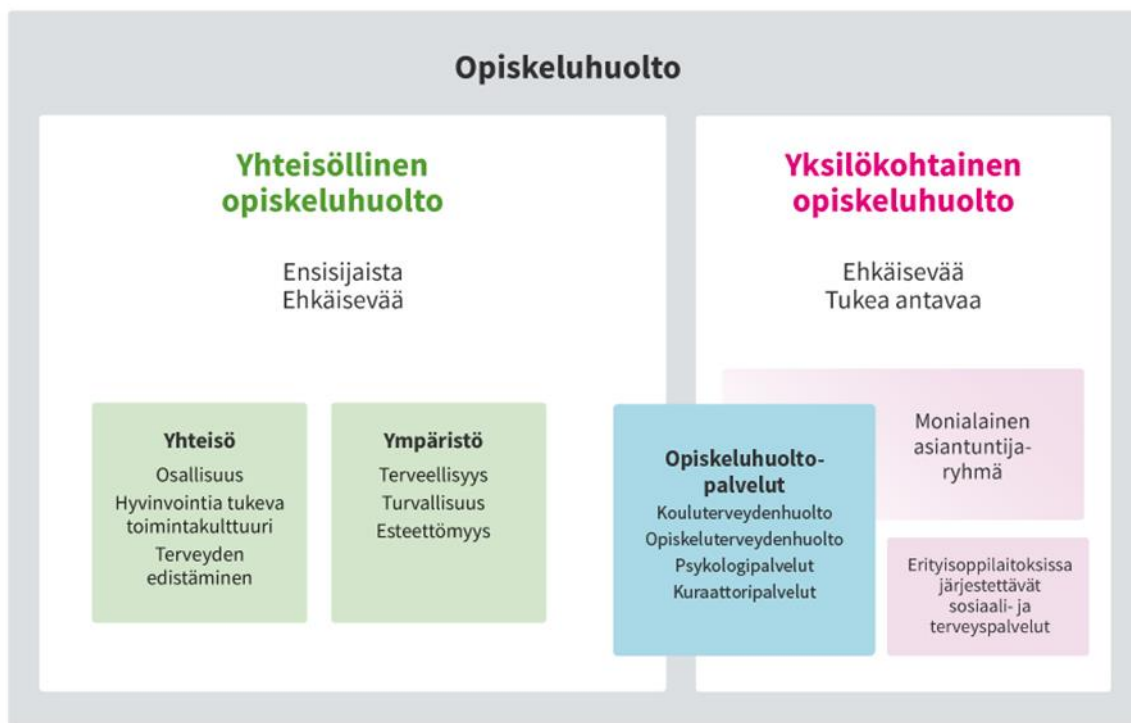 Opiskeluhuolto
Yhteisöllinen
opiskeluhuolto
Ensisijaista
Ehkäisevää
Yhteisö
Osallisuus
Hyvinvointia tukeva
toimintakulttuuri
Terveyden
edistäminen
Ympäristö
Terveellisyys
Turvallisuus
Esteettömyys
Opiskeluhuolto-
palvelut
Kouluterveydenhuolto
Opiskeluterveydenhuolto
Psykologipalvelut
Kuraattoripalvelut
Yksilökohtainen
opiskeluhuolto
Ehkäisevää
Tukea antavaa
Monialainen
asiantuntija-
ryhmä
Erityisoppilaitoksissa
järjestettävät
sosiaali- ja
terveyspalvelut